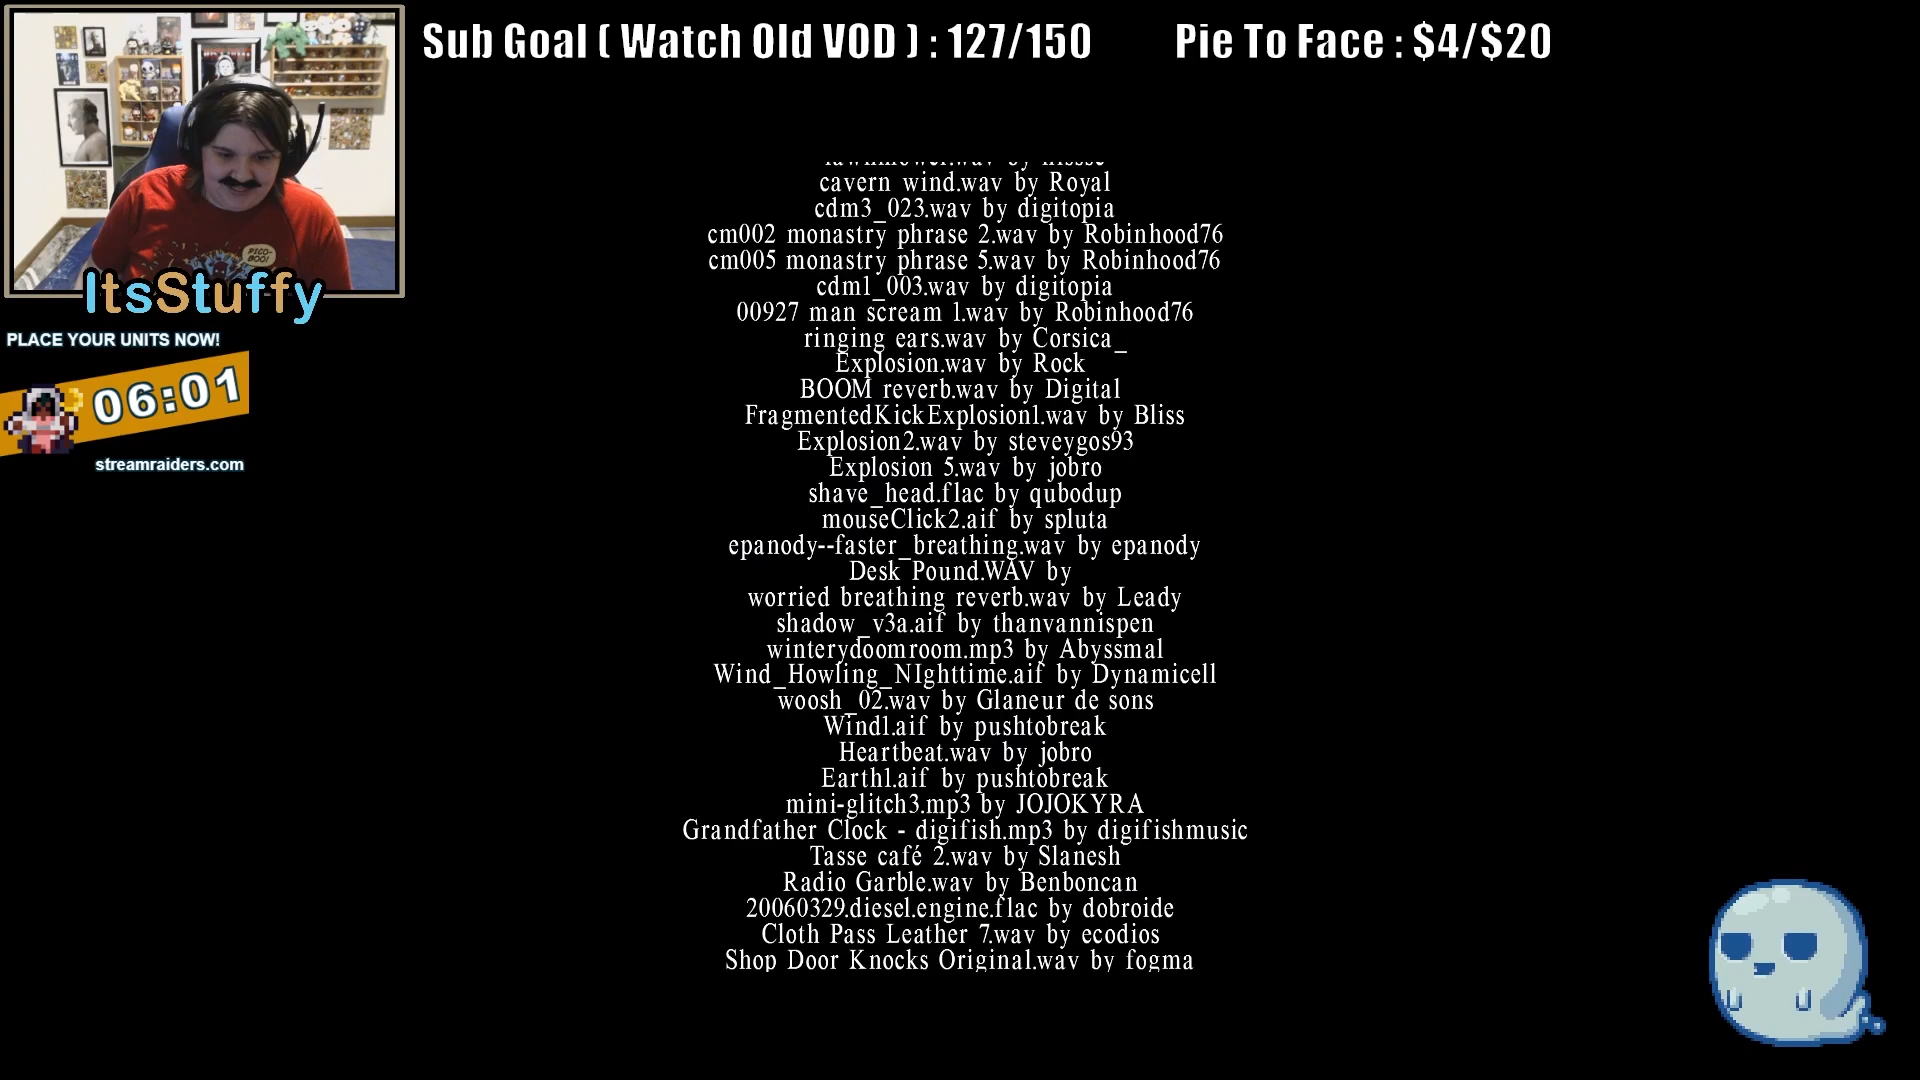 Sub Goal ( Watch Old VOD ) : 127/150
Pie To Face : $4/$20
PICO-BOO!
ItsStuffy
PLACE YOUR UNITS NOW!
06:01
streamraiders.com
cavern wind.wav by Royal
cdm3_023.wav by digitopia
cm002 monastry phrase 2.wav by Robinhood76
cm005 monastry phrase 5.wav by Robinhood76
cdm1_003.wav by digitopia
00927 man scream 1.wav by Robinhood76
ringing ears.wav by Corsica_
Explosion.wav by Rock
BOOM reverb.wav by Digital
FragmentedKickExplosion1.wav by Bliss
Explosion2.wav by steveygos93
Explosion 5.wav by jobro
shave_head.flac by qubodup
mouseClick2.aif by spluta
epanody--faster_breathing.wav by epanody
Desk Pound.WAV by
worried breathing reverb.wav by Leady
shadow_v3a.aif by thanvannispen
winterydoomroom.mp3 by Abyssmal
Wind_Howling_NIghttime.aif by Dynamicell
woosh_02.wav by Glaneur de sons
Wind1.aif by pushtobreak
Heartbeat.wav by jobro
Earth1.aif by pushtobreak
mini-glitch3.mp3 by JOJOKYRA
Grandfather Clock - digifish.mp3 by digifishmusic
Tasse café 2.wav by Slanesh
Radio Garble.wav by Benboncan
20060329.diesel.engine.flac by dobroide
Cloth Pass Leather 7.wav by ecodios
Shop Door Knocks Original.wav by fogma